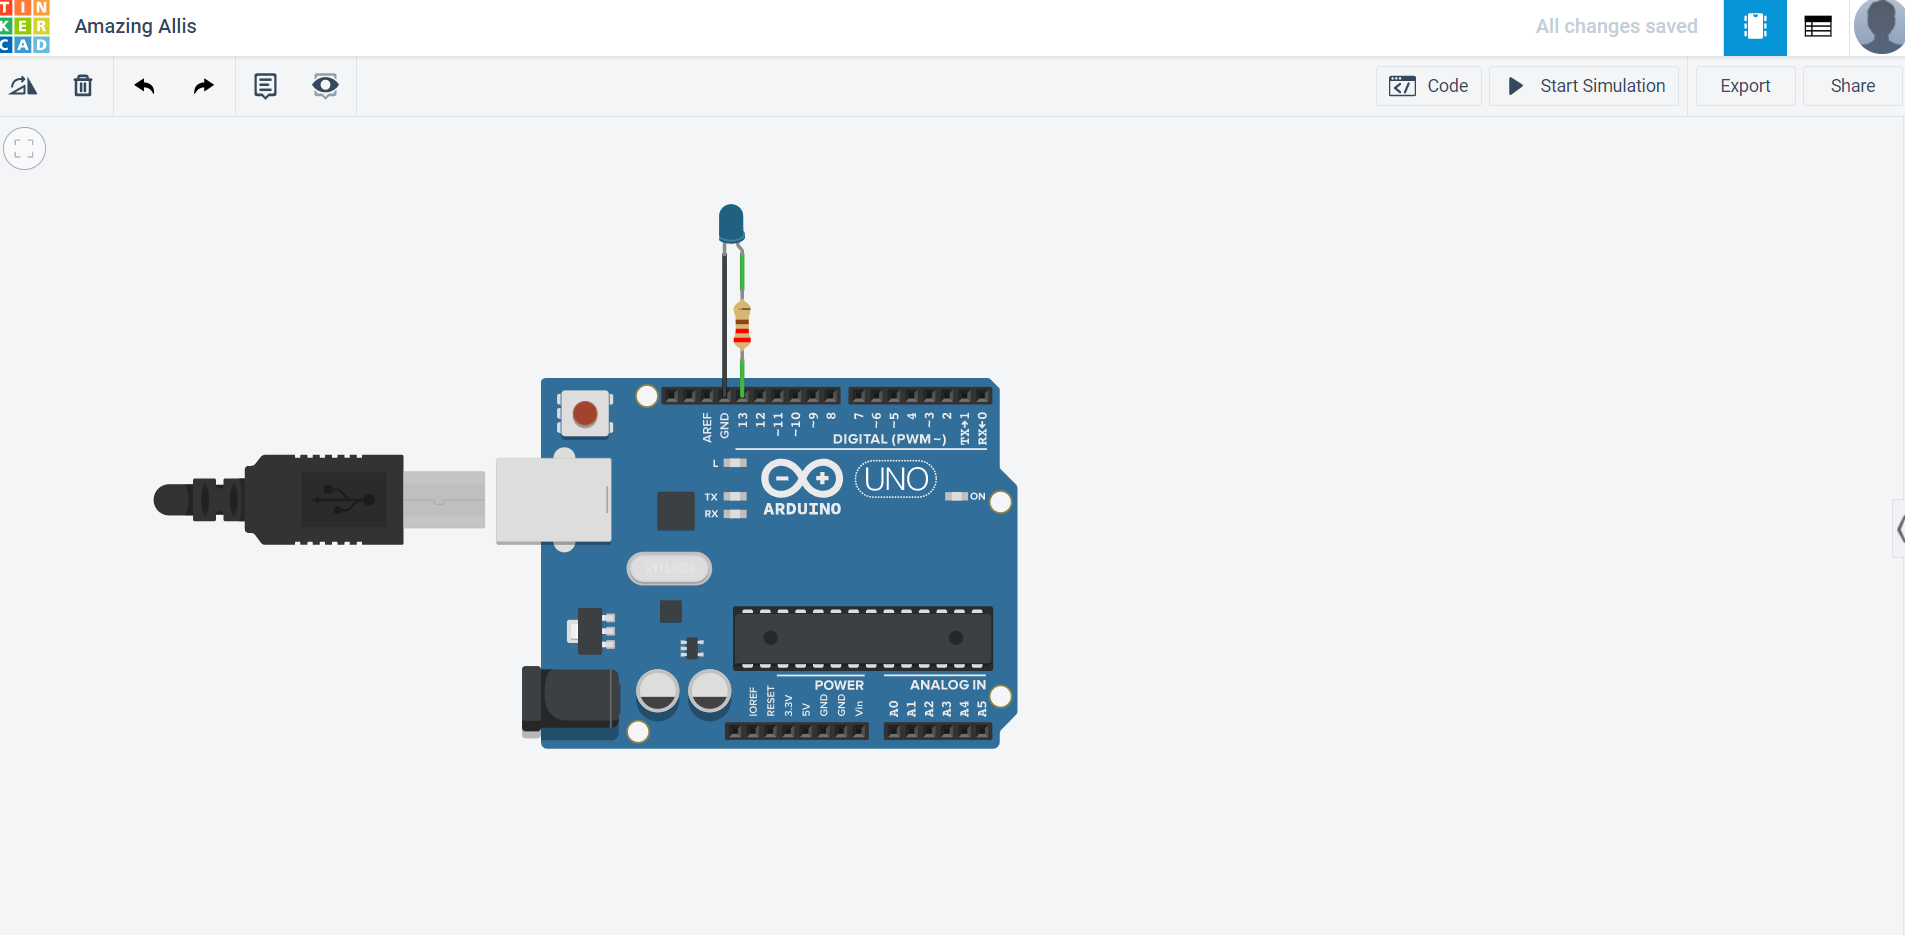 TIN
KER
CAD
Amazing Allis
All changes saved
Code
Start Simulation
Export
Share
AREF
GND
13
12
~11
~10
~9
8
7
~6
~5
4
~3
2
TX→1
RX←0
DIGITAL (PWM~)
L
TX
RX
ARDUINO
UNO
ON
POWER
ANALOG IN
IOREF
RESET
3.3V
5V
GND
GND
Vin
A0
A1
A2
A3
A4
A5